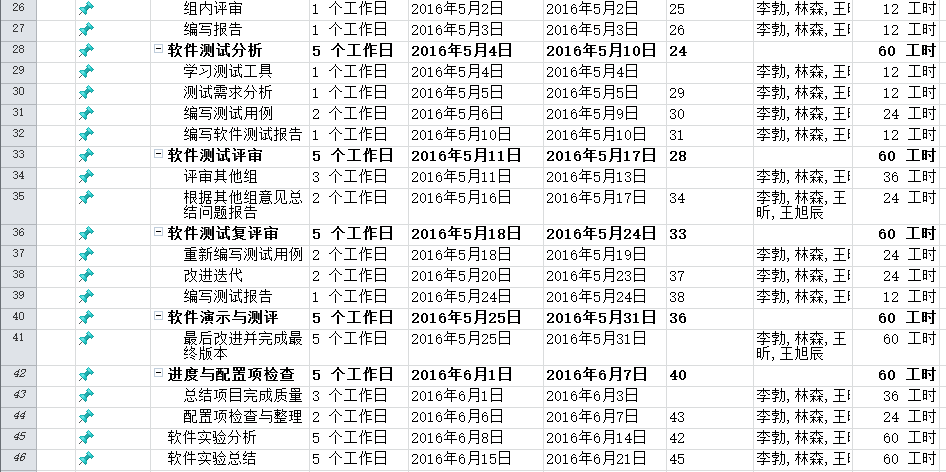 26 组内评审 1 个工作日 2016年5月2日 2016年5月2日 25 李勃,林森,王 12 工时
27 编写报告 1 个工作日 2016年5月3日 2016年5月3日 26 李勃,林森,王 12 工时
28 软件测试分析 5 个工作日 2016年5月4日 2016年5月10日 24 60 工时
29 学习测试工具 1 个工作日 2016年5月4日 2016年5月4日 李勃,林森,王 12 工时
30 测试需求分析 1 个工作日 2016年5月5日 2016年5月5日 29 李勃,林森,王 12 工时
31 编写测试用例 2 个工作日 2016年5月6日 2016年5月9日 30 李勃,林森,王 24 工时
32 编写软件测试报告 1 个工作日 2016年5月10日 2016年5月10日 31 李勃,林森,王 12 工时
33 软件测试评审 5 个工作日 2016年5月11日 2016年5月17日 28 60 工时
34 评审其他组 3 个工作日 2016年5月11日 2016年5月13日 李勃,林森,王 36 工时
35 根据其他组意见总 2 个工作日 2016年5月16日 2016年5月17日 34 李勃,林森,王 24 工时
结问题报告 昕,王旭辰
36 软件测试复评审 5 个工作日 2016年5月18日 2016年5月24日 33 60 工时
37 重新编写测试用例 2 个工作日 2016年5月18日 2016年5月19日 李勃,林森,王 24 工时
38 改进迭代 2 个工作日 2016年5月20日 2016年5月23日 37 李勃,林森,王 24 工时
39 编写测试报告 1 个工作日 2016年5月24日 2016年5月24日 38 李勃,林森,王 12 工时
40 软件演示与测评 5 个工作日 2016年5月25日 2016年5月31日 36 60 工时
41 最后改进并完成最 5 个工作日 2016年5月25日 2016年5月31日 李勃,林森,王 60 工时
终版本 昕,王旭辰
42 进度与配置项检查 5 个工作日 2016年6月1日 2016年6月7日 40 60 工时
43 总结项目完成质量 3 个工作日 2016年6月1日 2016年6月3日 李勃,林森,王 36 工时
44 配置项检查与整理 2 个工作日 2016年6月6日 2016年6月7日 43 李勃,林森,王 24 工时
45 软件实验分析 5 个工作日 2016年6月8日 2016年6月14日 42 李勃,林森,王 60 工时
46 软件实验总结 5 个工作日 2016年6月15日 2016年6月21日 45 李勃,林森,王 60 工时